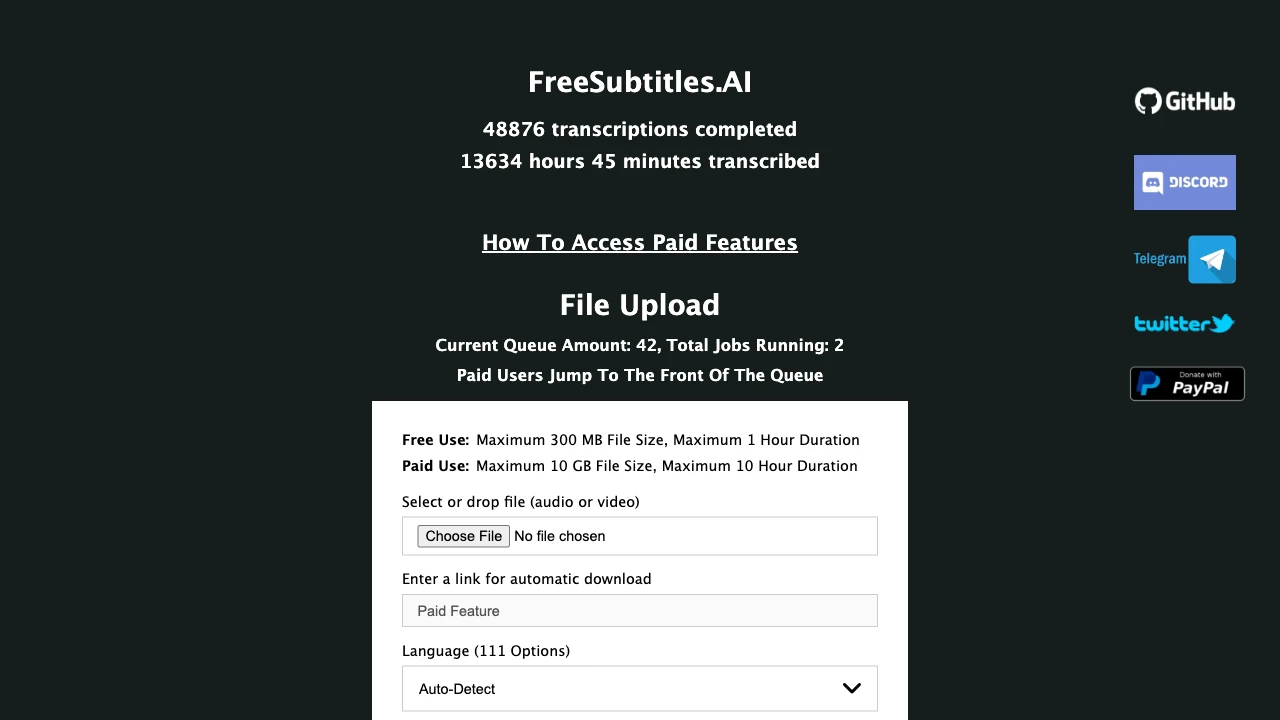 FreeSubtitles.AI
48876 transcriptions completed
13634 hours 45 minutes transcribed
How To Access Paid Features
File Upload
Current Queue Amount: 42, Total Jobs Running: 2
Paid Users Jump To The Front Of The Queue
Free Use: Maximum 300 MB File Size, Maximum 1 Hour Duration
Paid Use: Maximum 10 GB File Size, Maximum 10 Hour Duration
Select or drop file (audio or video)
Choose File No file chosen
Enter a link for automatic download
Paid Feature
Language (111 Options)
Auto-Detect
GitHub
DISCORD
Telegram
twitter
Donate with
PayPal